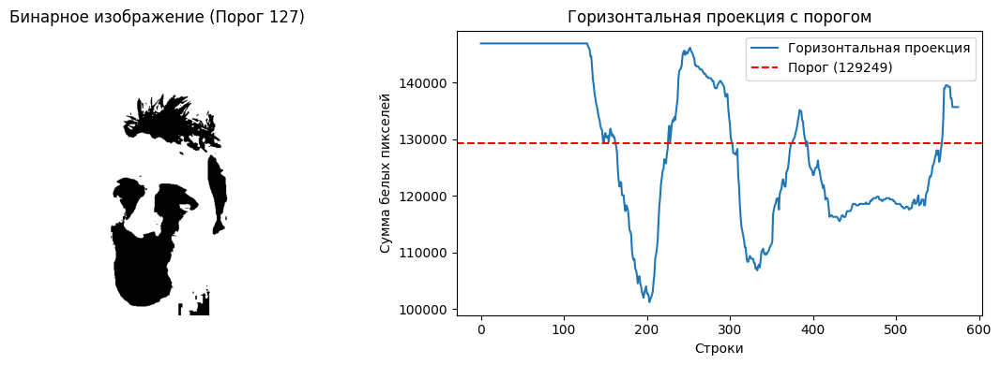 Бинарное изображение (Порог 127)
Горизонтальная проекция с порогом
Горизонтальная проекция
Порог (129249)
Сумма белых пикселей
140000
130000
120000
110000
100000
0 100 200 300 400 500 600
Строки